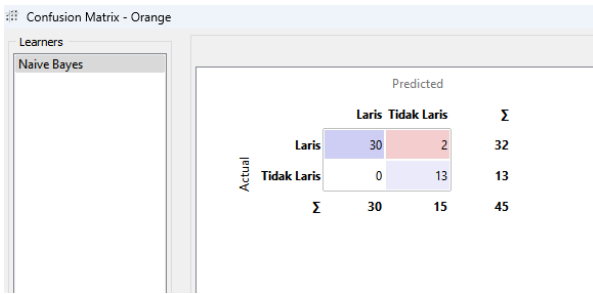 Confusion Matrix - Orange
Learners
Naive Bayes
Predicted
Laris Tidak Laris Σ
Actual
Laris 30 2 32
Tidak Laris 0 13 13
Σ 30 15 45